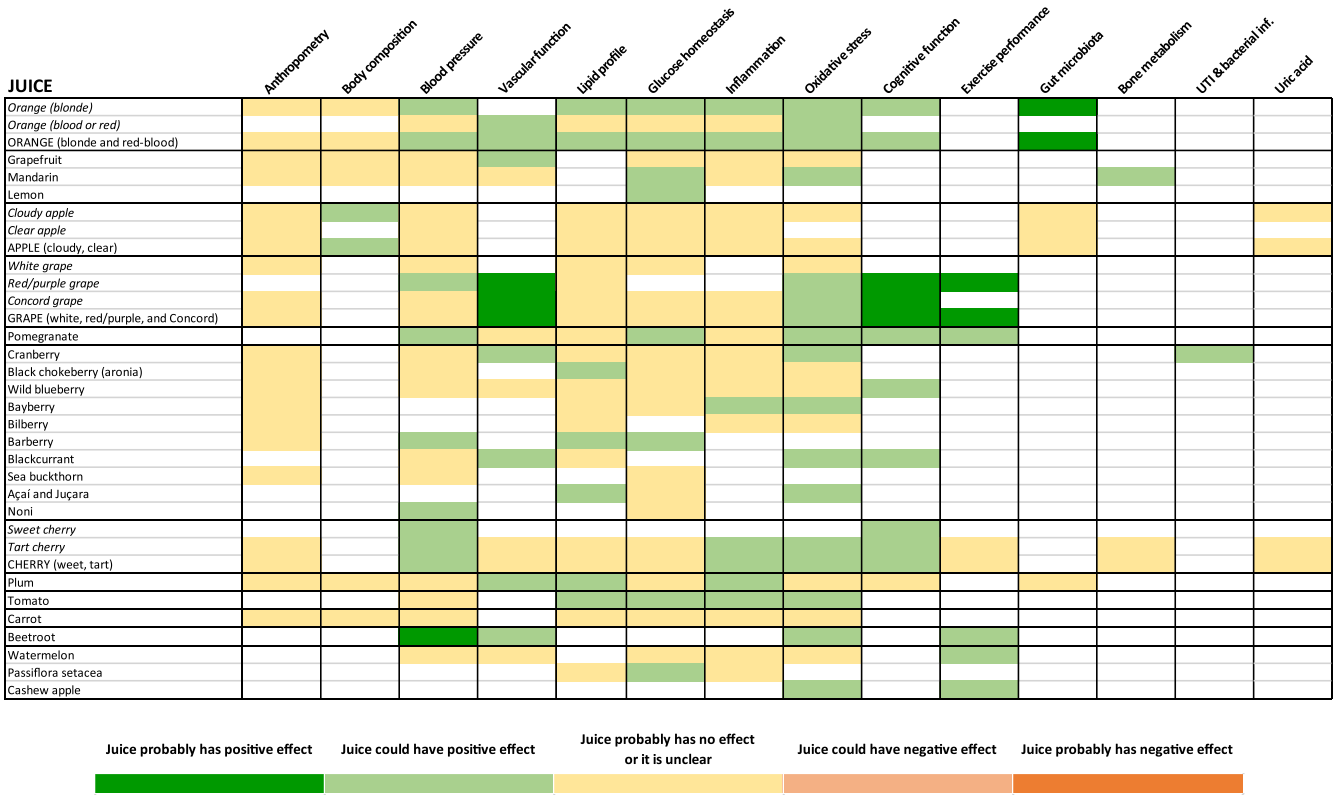 Anthropometry
Body composition
Blood pressure
Vascular function
Lipid profile
Glucose homeostasis
Inflammation
Oxidative stress
Cognitive function
Exercise performance
Gut microbiota
Bone metabolism
UTI & bacterial inf.
Uric acid
JUICE
Orange (blonde)
Orange (blood or red)
ORANGE (blonde and red-blood)
Grapefruit
Mandarin
Lemon
Cloudy apple
Clear apple
APPLE (cloudy, clear)
White grape
Red/purple grape
Concord grape
GRAPE (white, red/purple, and Concord)
Pomegranate
Cranberry
Black chokeberry (aronia)
Wild blueberry
Bayberry
Bilberry
Barberry
Blackcurrant
Sea buckthorn
Açaí and Juçara
Noni
Sweet cherry
Tart cherry
CHERRY (weet, tart)
Plum
Tomato
Carrot
Beetroot
Watermelon
Passiflora setacea
Cashew apple
Juice probably has positive effect
Juice could have positive effect
Juice probably has no effect
or it is unclear
Juice could have negative effect
Juice probably has negative effect